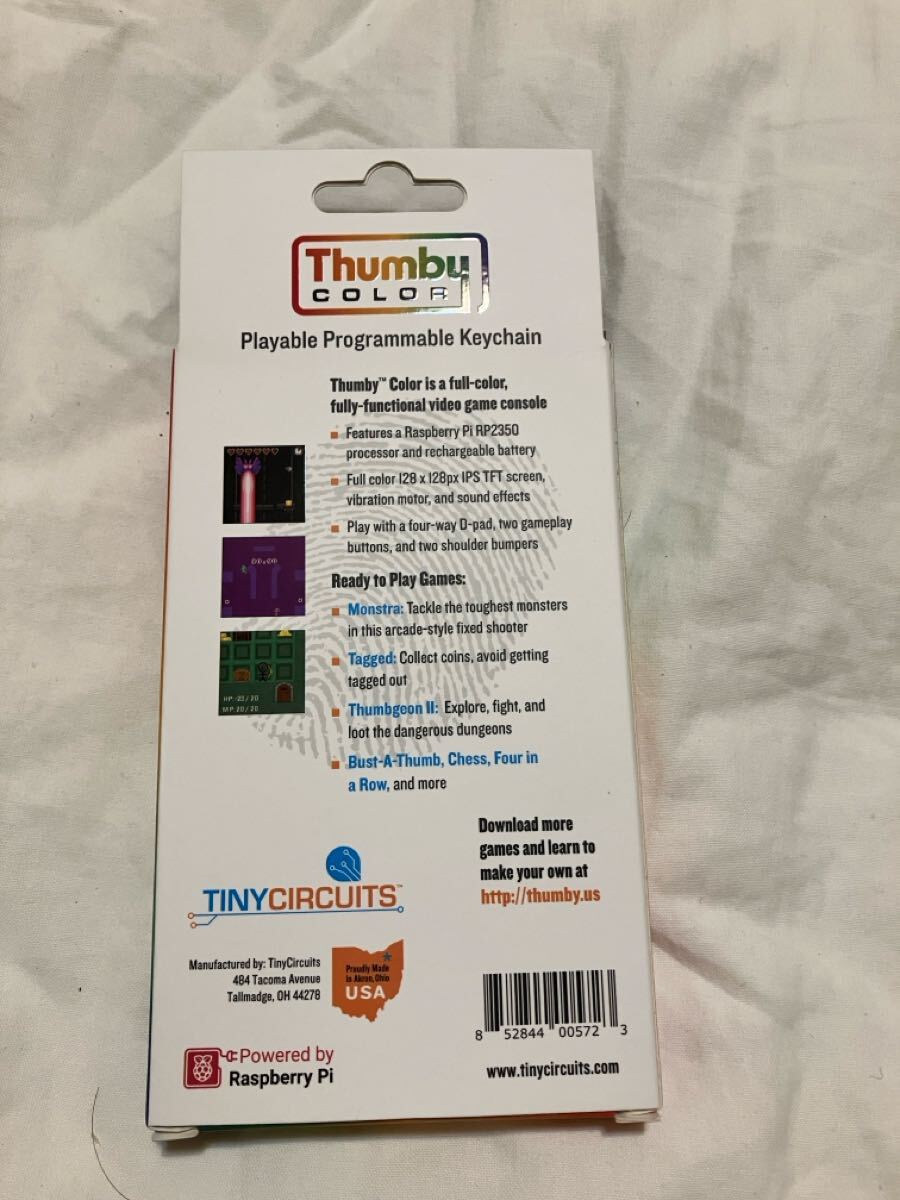 Thumby
COLOR
Playable Programmable Keychain
Thumby™ Color is a full-color,
fully-functional video game console
Features a Raspberry Pi RP2350
processor and rechargeable battery
Full color 128 x 128px IPS TFT screen,
vibration motor, and sound effects
Play with a four-way D-pad, two gameplay
buttons, and two shoulder bumpers
Ready to Play Games:
Monstra: Tackle the toughest monsters
in this arcade-style fixed shooter
Tagged: Collect coins, avoid getting
tagged out
Thumbgeon II: Explore, fight, and
loot the dangerous dungeons
Bust-A-Thumb, Chess, Four in
a Row, and more
HP:
MP:20/20
Download more
games and learn to
make your own at
http://thumby.us
TINYCIRCUITS™
Manufactured by: TinyCircuits
484 Tacoma Avenue
Tallmadge, OH 44278
Proudly Made
in Akron, Ohio
USA
8 52844 00572 3
Powered by
Raspberry Pi
www.tinycircuits.com